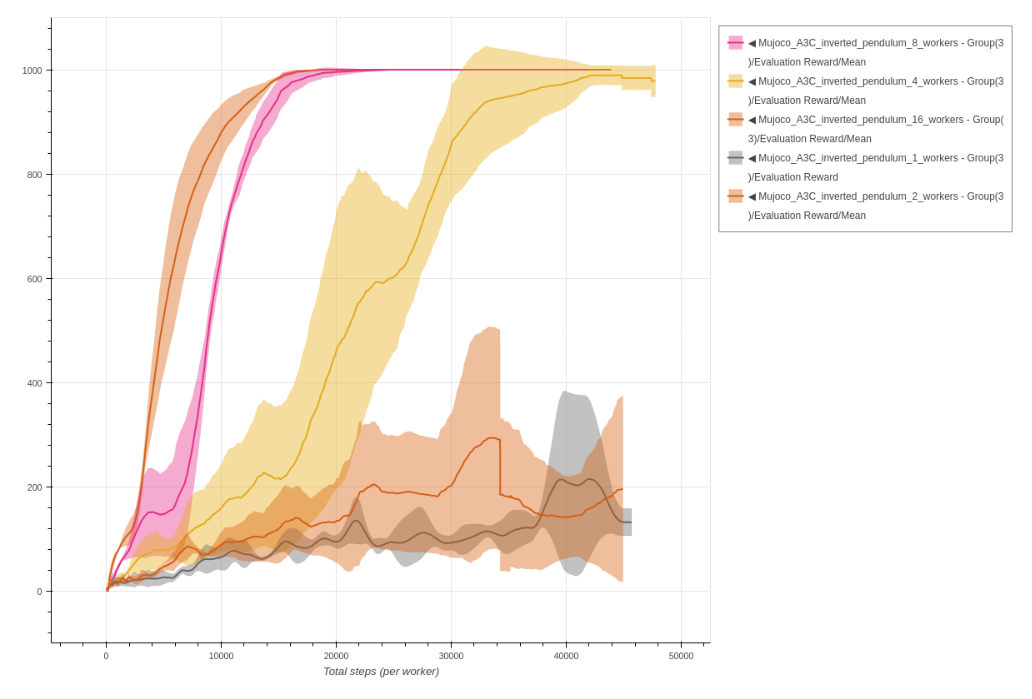 1000
800
600
400
200
0
0 10000 20000 30000 40000 50000
Total steps (per worker)
◀ Mujoco_A3C_inverted_pendulum_8_workers - Group(3
)/Evaluation Reward/Mean
◀ Mujoco_A3C_inverted_pendulum_4_workers - Group(3
)/Evaluation Reward/Mean
◀ Mujoco_A3C_inverted_pendulum_16_workers - Group(
3)/Evaluation Reward/Mean
◀ Mujoco_A3C_inverted_pendulum_1_workers - Group(3
)/Evaluation Reward
◀ Mujoco_A3C_inverted_pendulum_2_workers - Group(3
)/Evaluation Reward/Mean